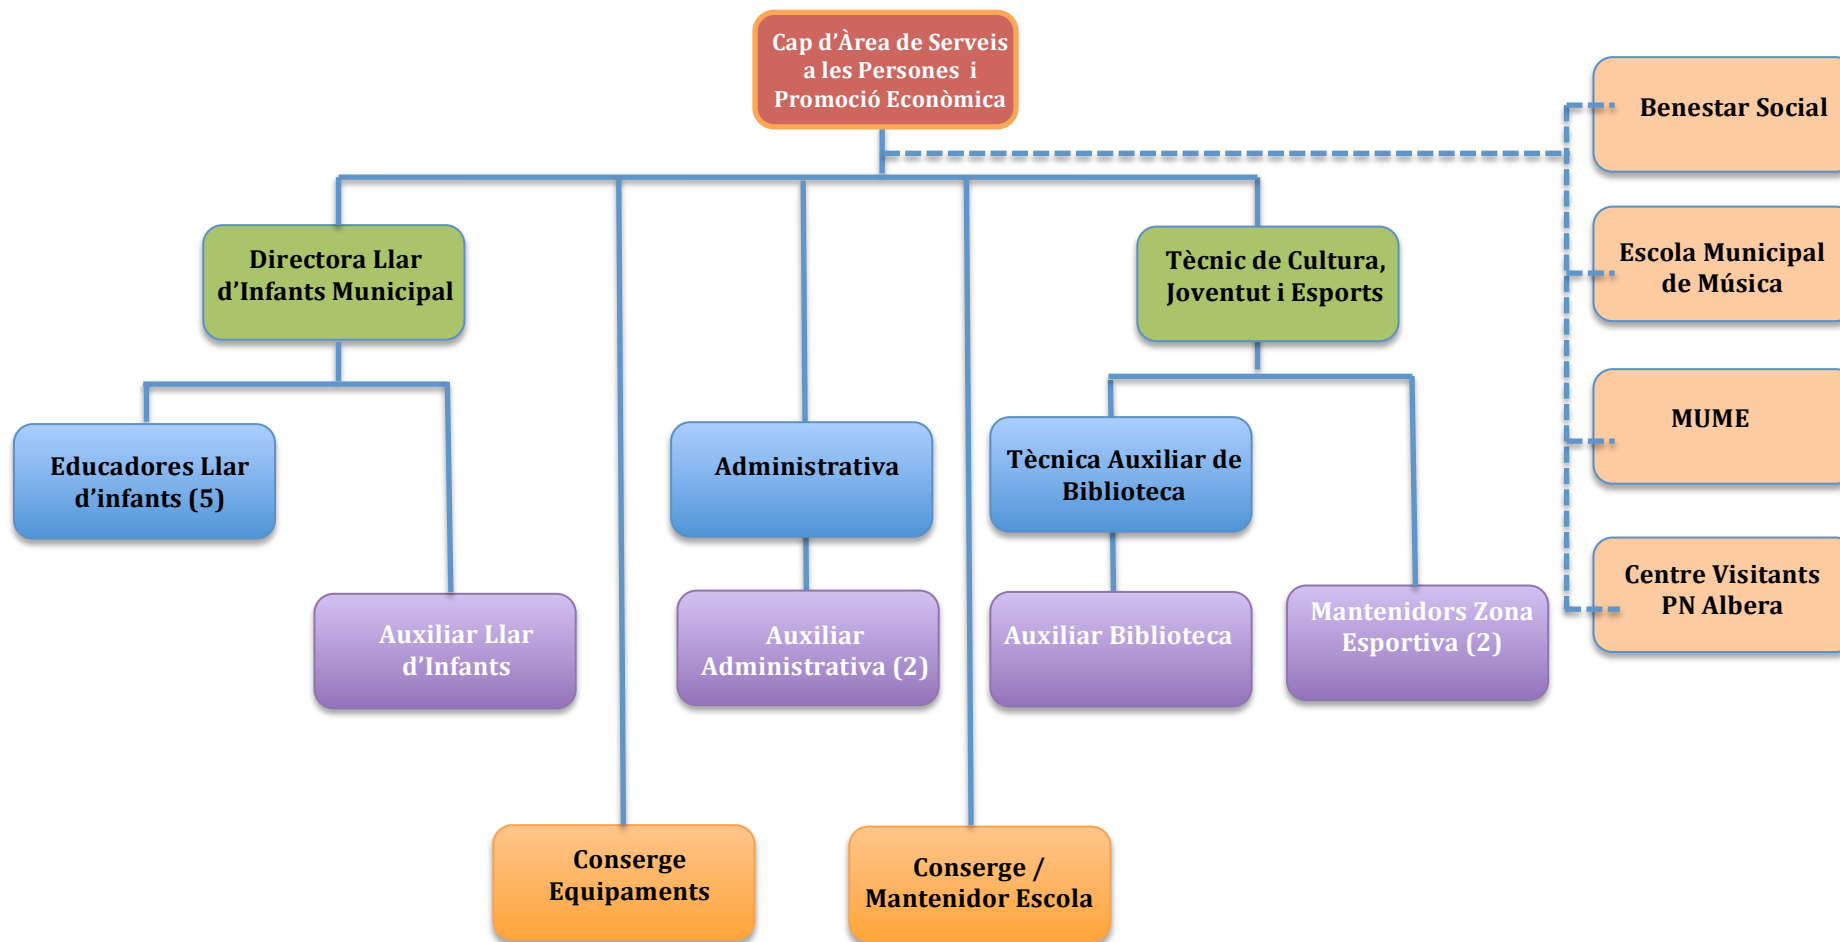 Cap d’Àrea de Serveis
a les Persones i
Promoció Econòmica
Benestar Social
Escola Municipal
de Música
MUME
Centre Visitants
PN Albera
Directora Llar
d’Infants Municipal
Tècnic de Cultura,
Joventut i Esports
Educadores Llar
d’infants (5)
Administrativa
Tècnica Auxiliar de
Biblioteca
Auxiliar Llar
d’Infants
Auxiliar
Administrativa (2)
Auxiliar Biblioteca
Mantenidors Zona
Esportiva (2)
Conserge
Equipaments
Conserge /
Mantenidor Escola